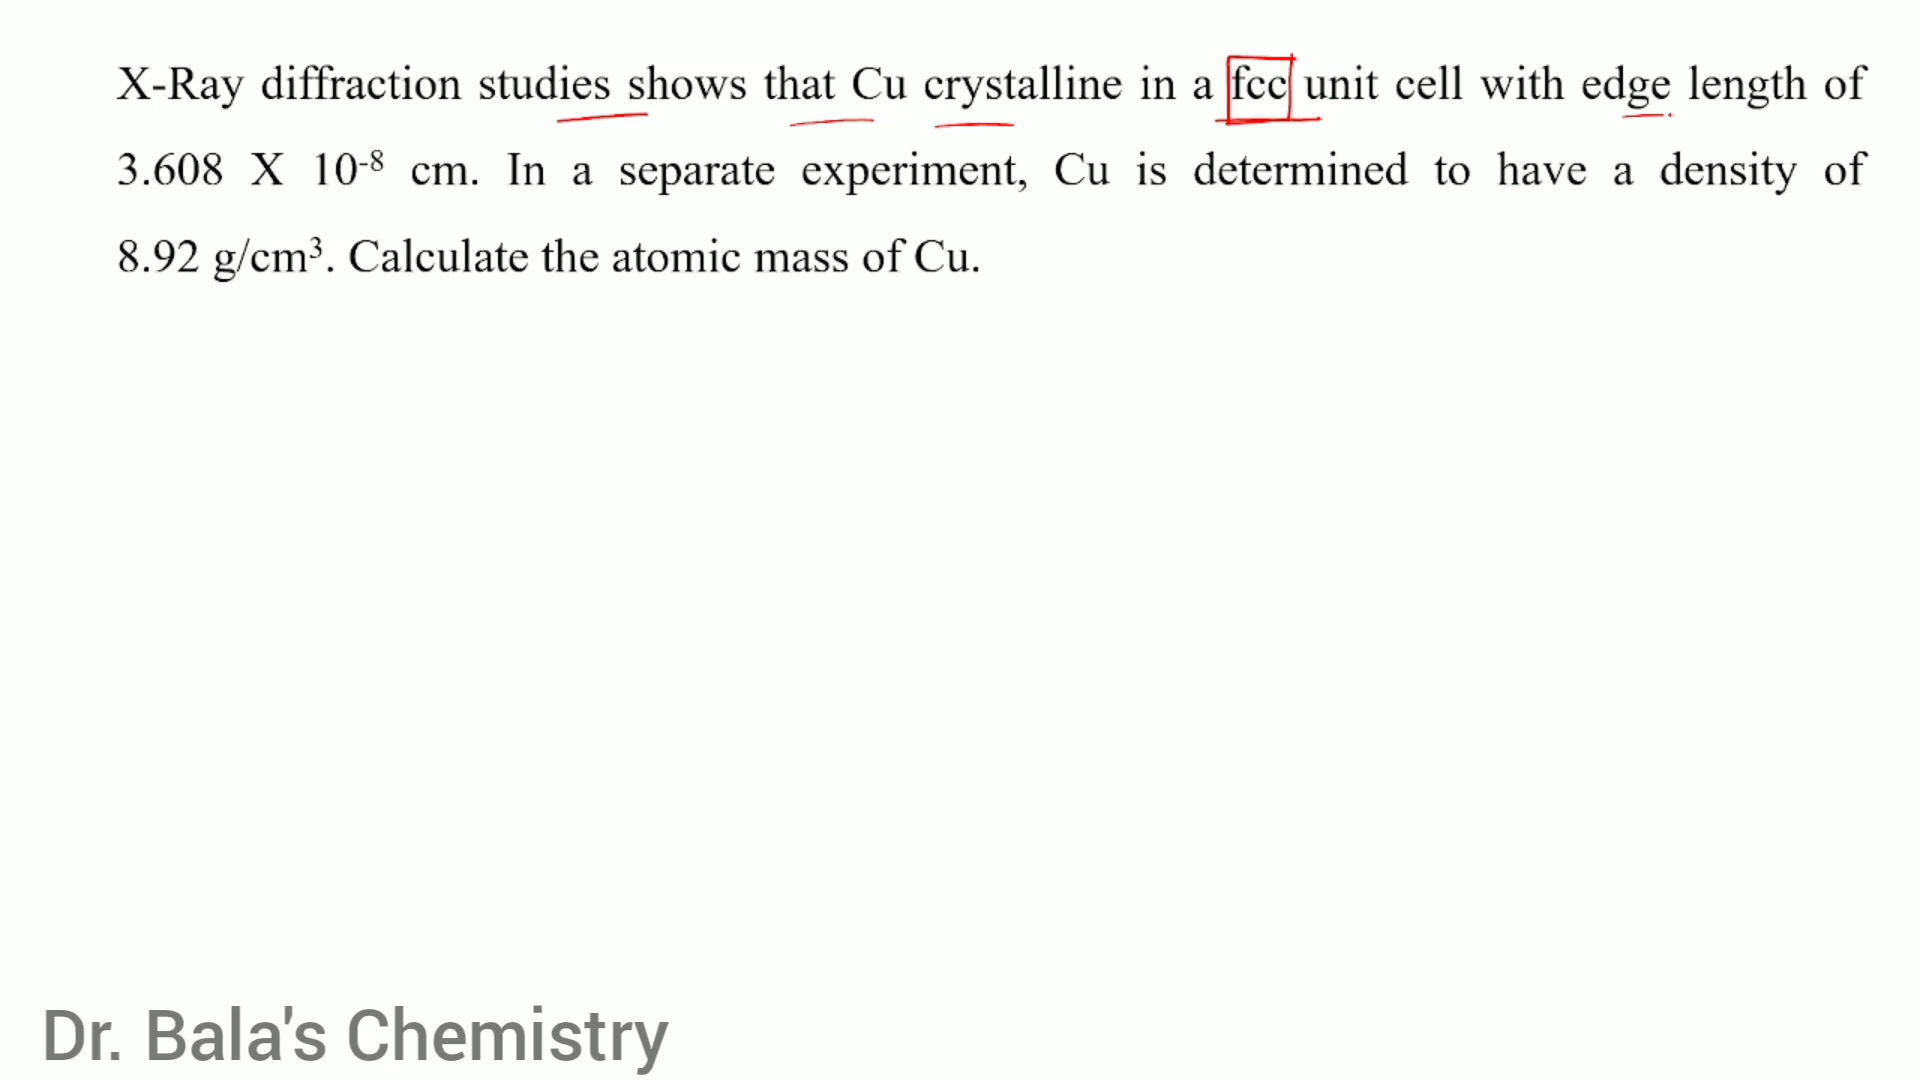 X-Ray diffraction studies shows that Cu crystalline in a fcc unit cell with edge length of
3.608 X 10⁻⁸ cm. In a separate experiment, Cu is determined to have a density of
8.92 g/cm³. Calculate the atomic mass of Cu.
Dr. Bala's Chemistry